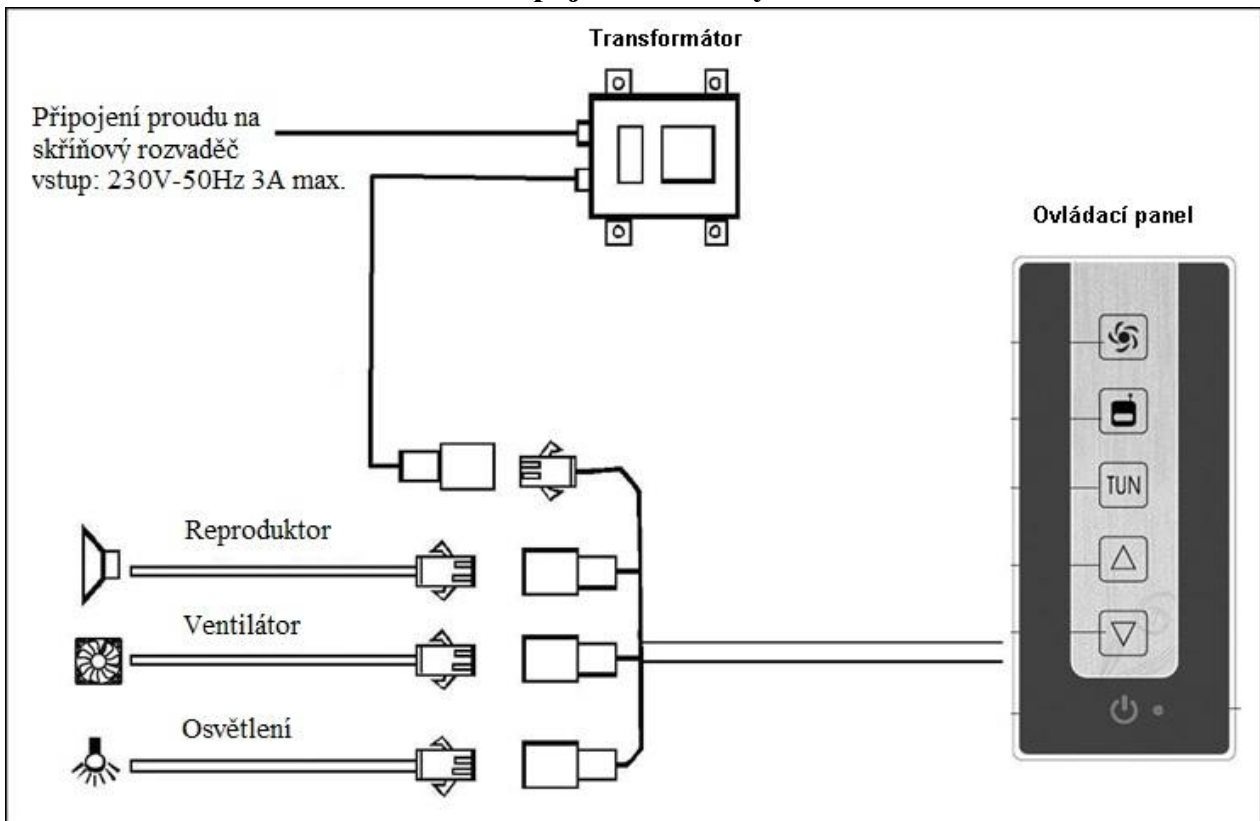 Transformátor
Připojení proudu na
skříňový rozvaděč
vstup: 230V-50Hz 3A max.
Ovládací panel
TUN
Reproduktor
Ventilátor
Osvětlení